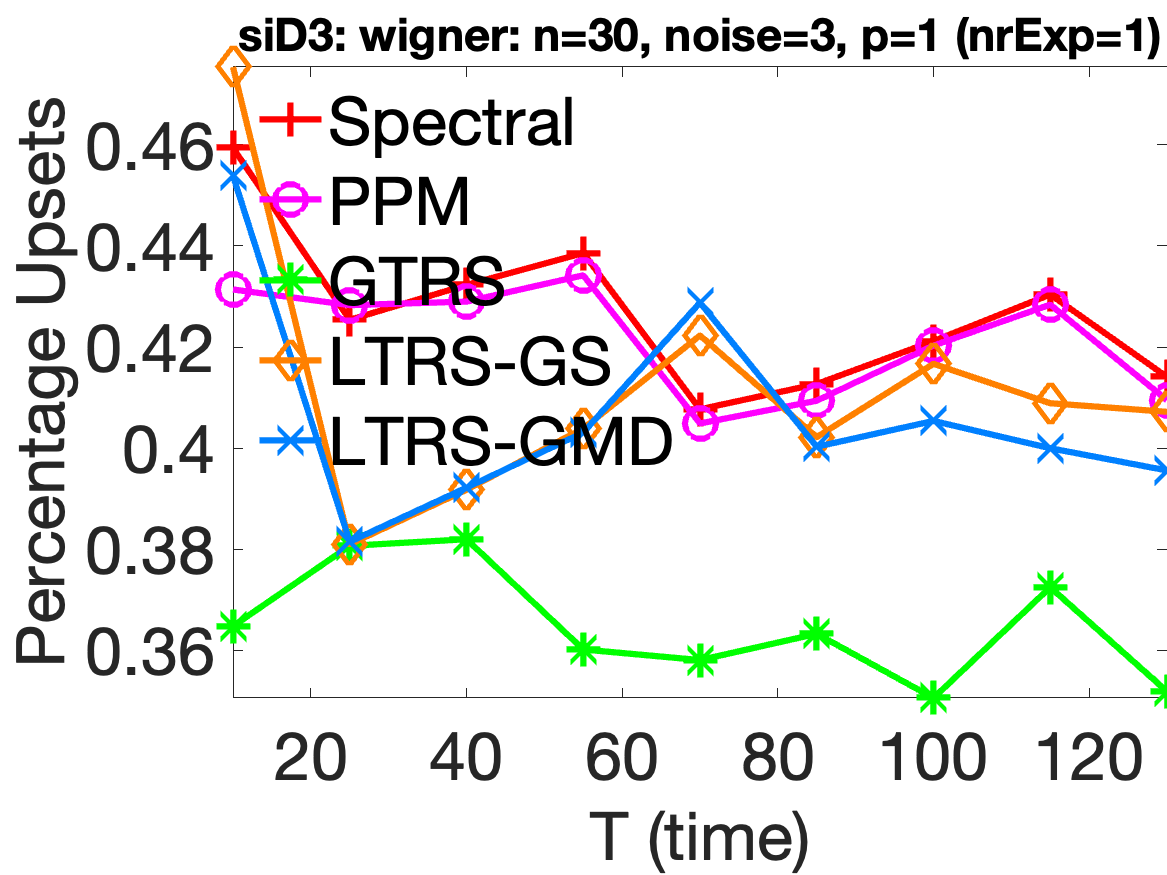 siD3: wigner: n=30, noise=3, p=1 (nrExp=1)
Percentage Upsets
0.46
0.44
0.42
0.4
0.38
0.36
Spectral
PPM
GTRS
LTRS-GS
LTRS-GMD
20 40 60 80 100 120
T (time)